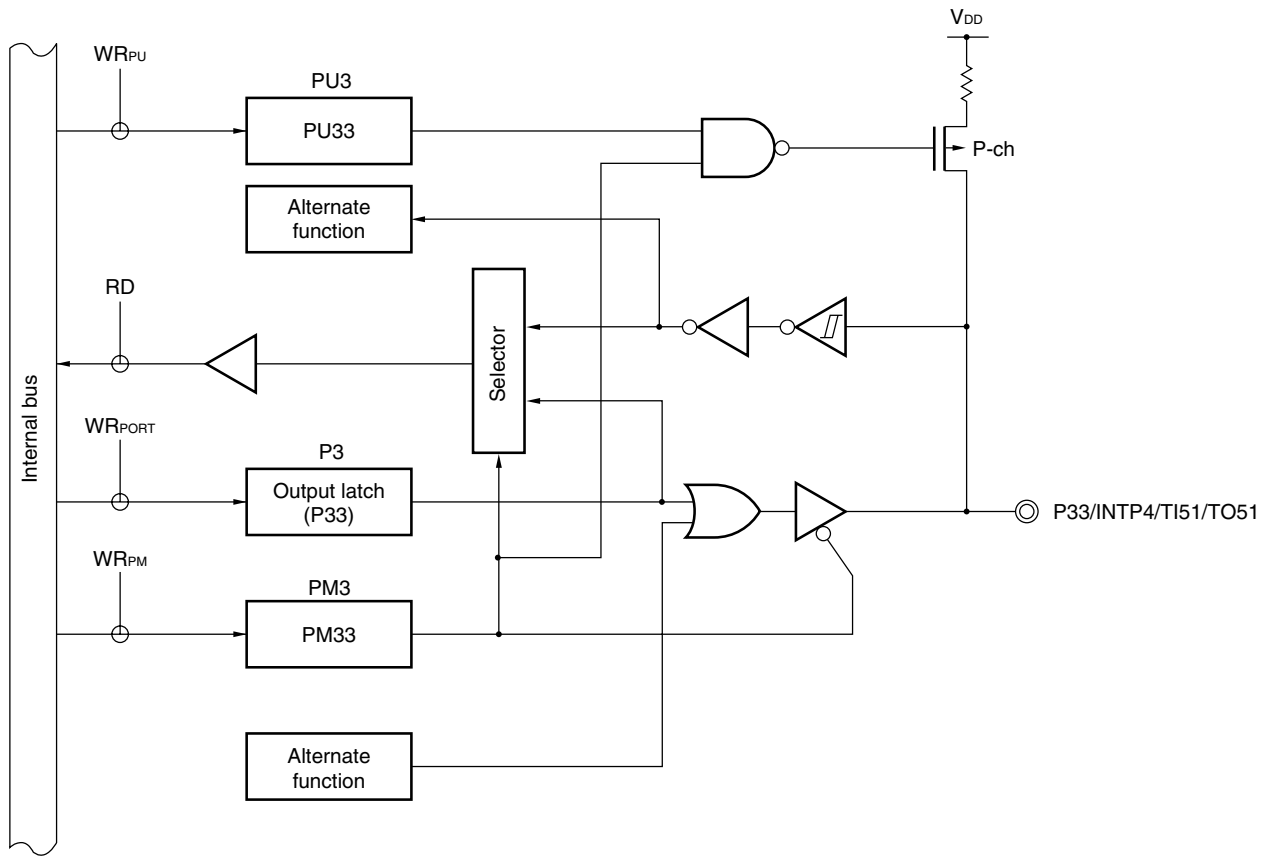 VDD
WRPU
PU3
PU33
P-ch
Alternate
function
RD
Selector
Internal bus
WRPORT
P3
Output latch
(P33)
P33/INTP4/TI51/TO51
WRPM
PM3
PM33
Alternate
function